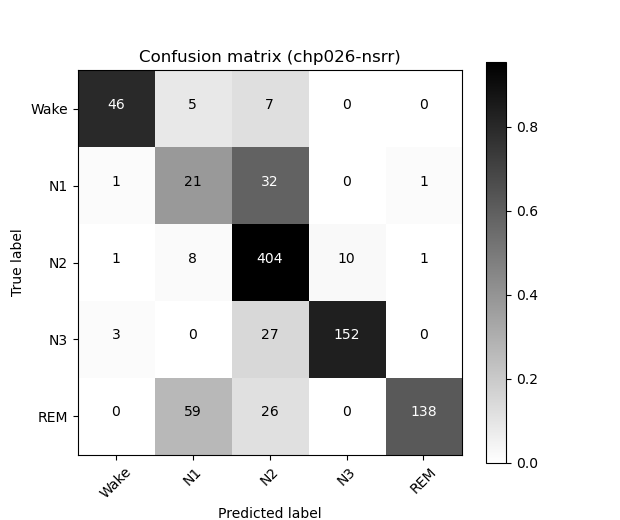 Confusion matrix (chp026-nsrr)
True label
Wake 46 5 7 0 0
N1 1 21 32 0 1
N2 1 8 404 10 1
N3 3 0 27 152 0
REM 0 59 26 0 138
Wake N1 N2 N3 REM
Predicted label
0.8
0.6
0.4
0.2
0.0